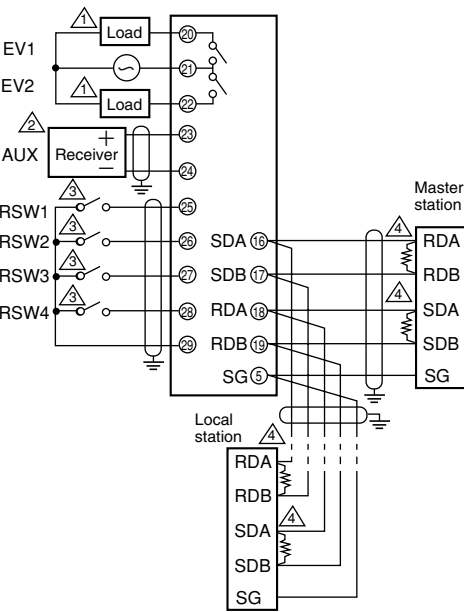 1
Load
20
EV1
21
EV2
1
Load
22
2
23
AUX
Receiver
+
−
24
3
RSW1
25
3
RSW2
26
3
RSW3
27
3
RSW4
28
29
SDA 16
SDB 17
RDA 18
RDB 19
SG 5
Master
station
4
RDA
RDB
4
SDA
SDB
SG
Local
station
4
RDA
RDB
4
SDA
SDB
SG